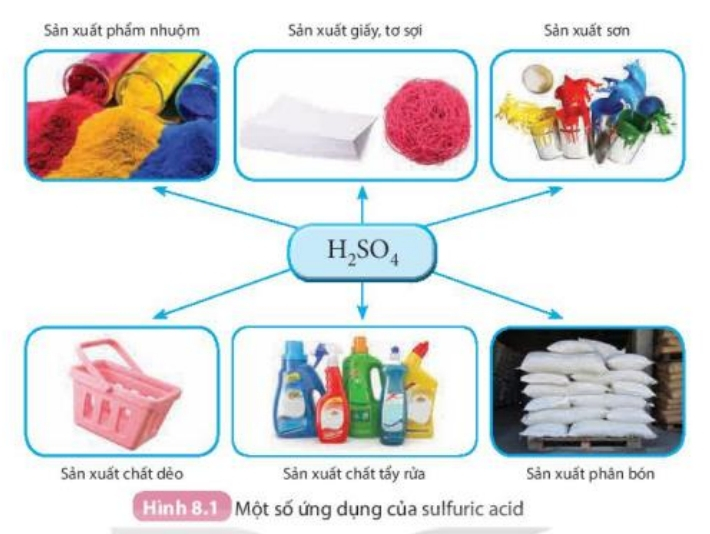 Sản xuất phẩm nhuộm
Sản xuất giấy, tơ sợi
Sản xuất sơn
H₂SO₄
Sản xuất chất dẻo
Sản xuất chất tẩy rửa
Sản xuất phân bón
Hình 8.1 Một số ứng dụng của sulfuric acid